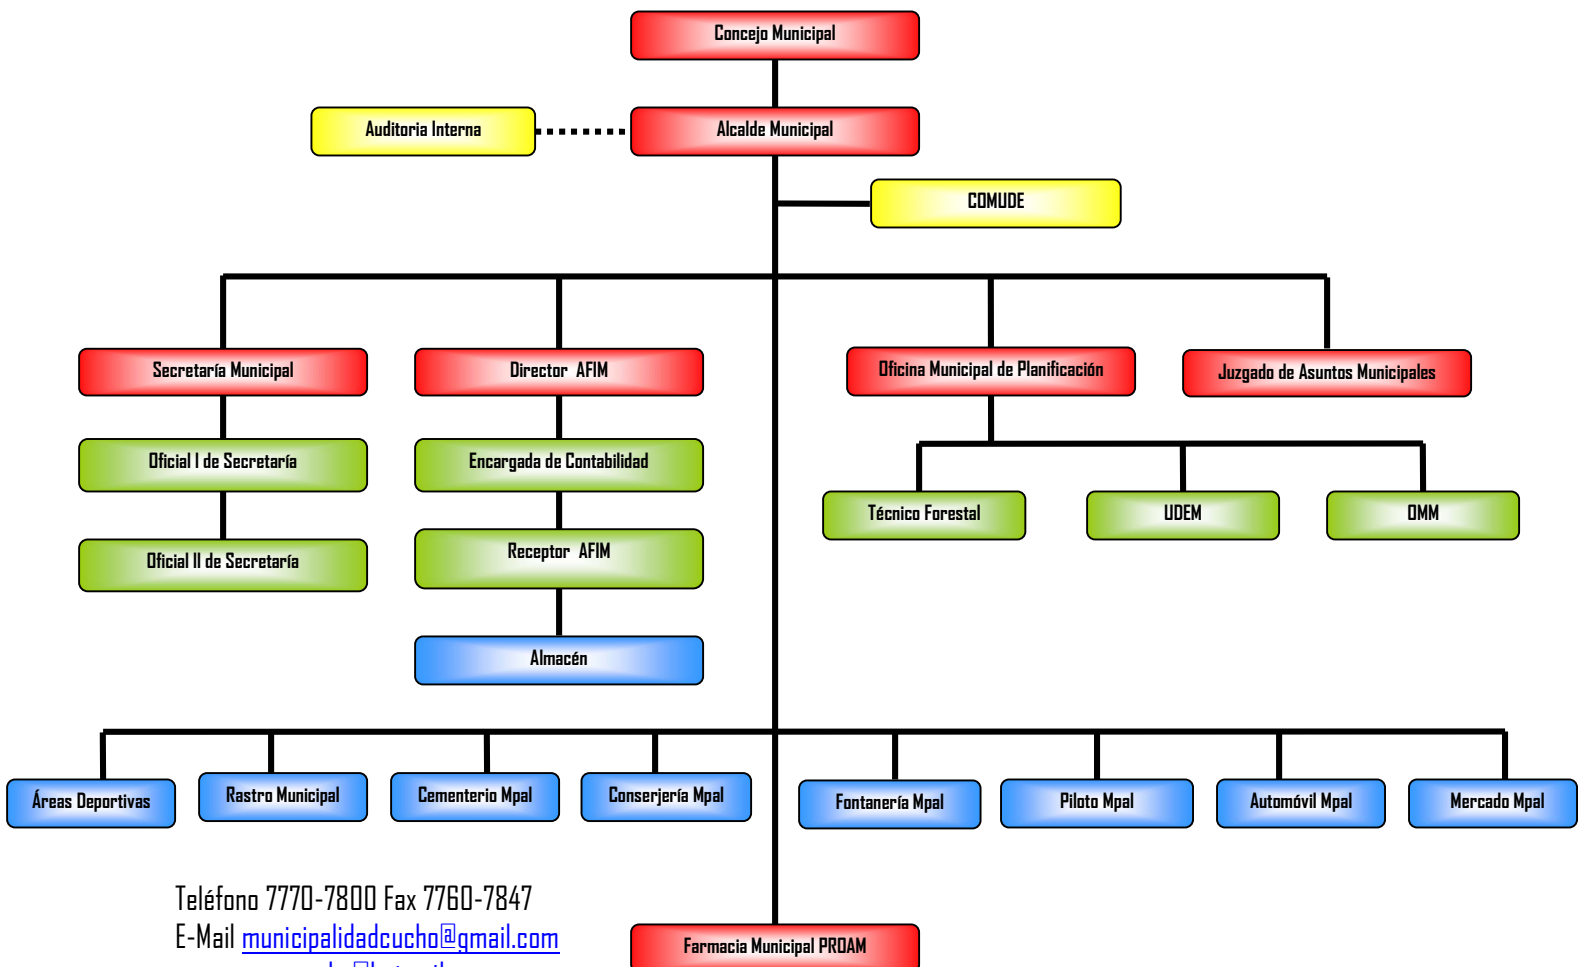 Concejo Municipal
Auditoria Interna
Alcalde Municipal
COMUDE
Secretaría Municipal
Director AFIM
Oficina Municipal de Planificación
Juzgado de Asuntos Municipales
Oficial I de Secretaría
Encargada de Contabilidad
Técnico Forestal
UDEM
OMM
Oficial II de Secretaría
Receptor AFIM
Almacén
Áreas Deportivas
Rastro Municipal
Cementerio Mpal
Conserjería Mpal
Fontanería Mpal
Piloto Mpal
Automóvil Mpal
Mercado Mpal
Teléfono 7770-7800 Fax 7760-7847
E-Mail municipalidadcucho@gmail.com
Farmacia Municipal PROAM